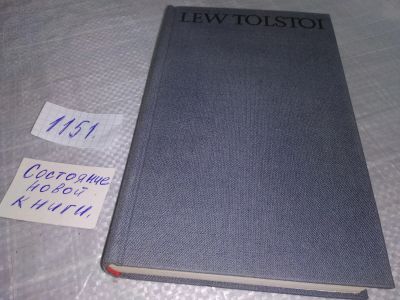 LEW TOLSTOI
1151.
Состояние
новой
книги.